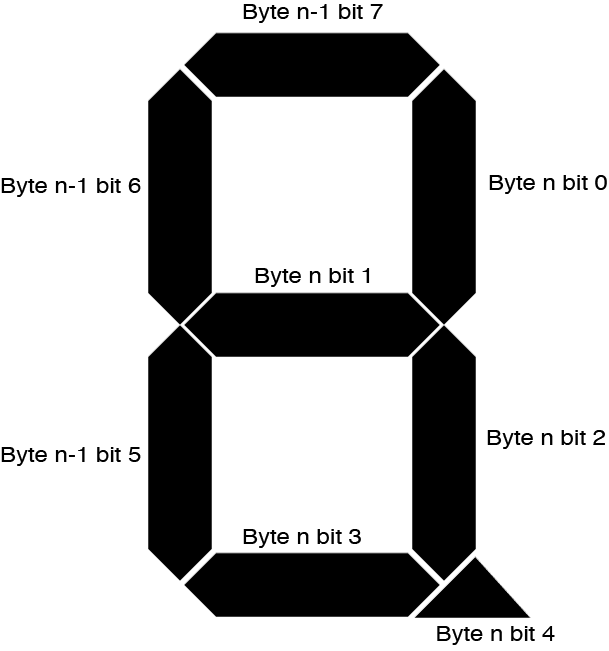 Byte n-1 bit 7
Byte n-1 bit 6
Byte n bit 0
Byte n bit 1
Byte n-1 bit 5
Byte n bit 2
Byte n bit 3
Byte n bit 4